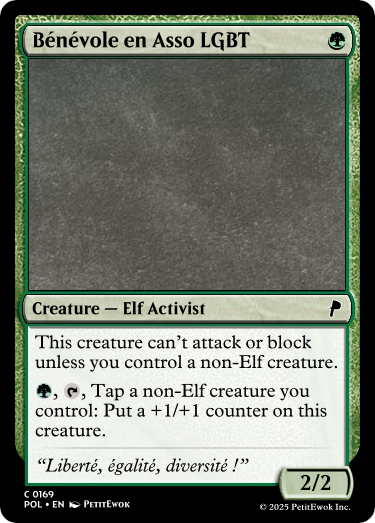 Bénévole en Asso LGBT
Creature — Elf Activist
This creature can't attack or block
unless you control a non-Elf creature.
, , Tap a non-Elf creature you
control: Put a +1/+1 counter on this
creature.
“Liberté, égalité, diversité !”
2/2
C 0169
POL • EN PetitEwok
© 2025 PetitEwok Inc.